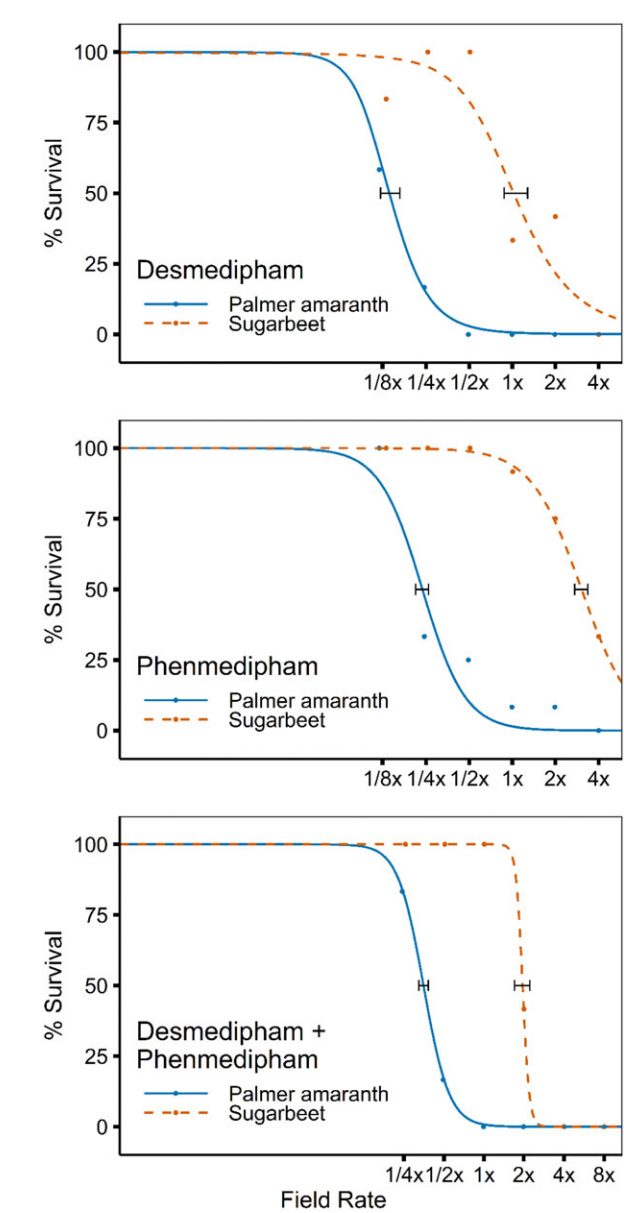 100
75
50
25
0
% Survival
Desmedipham
Palmer amaranth
Sugarbeet
1/8x 1/4x 1/2x 1x 2x 4x
100
75
50
25
0
% Survival
Phenmedipham
Palmer amaranth
Sugarbeet
1/8x 1/4x 1/2x 1x 2x 4x
100
75
50
25
0
% Survival
Desmedipham +
Phenmedipham
Palmer amaranth
Sugarbeet
1/4x 1/2x 1x 2x 4x 8x
Field Rate